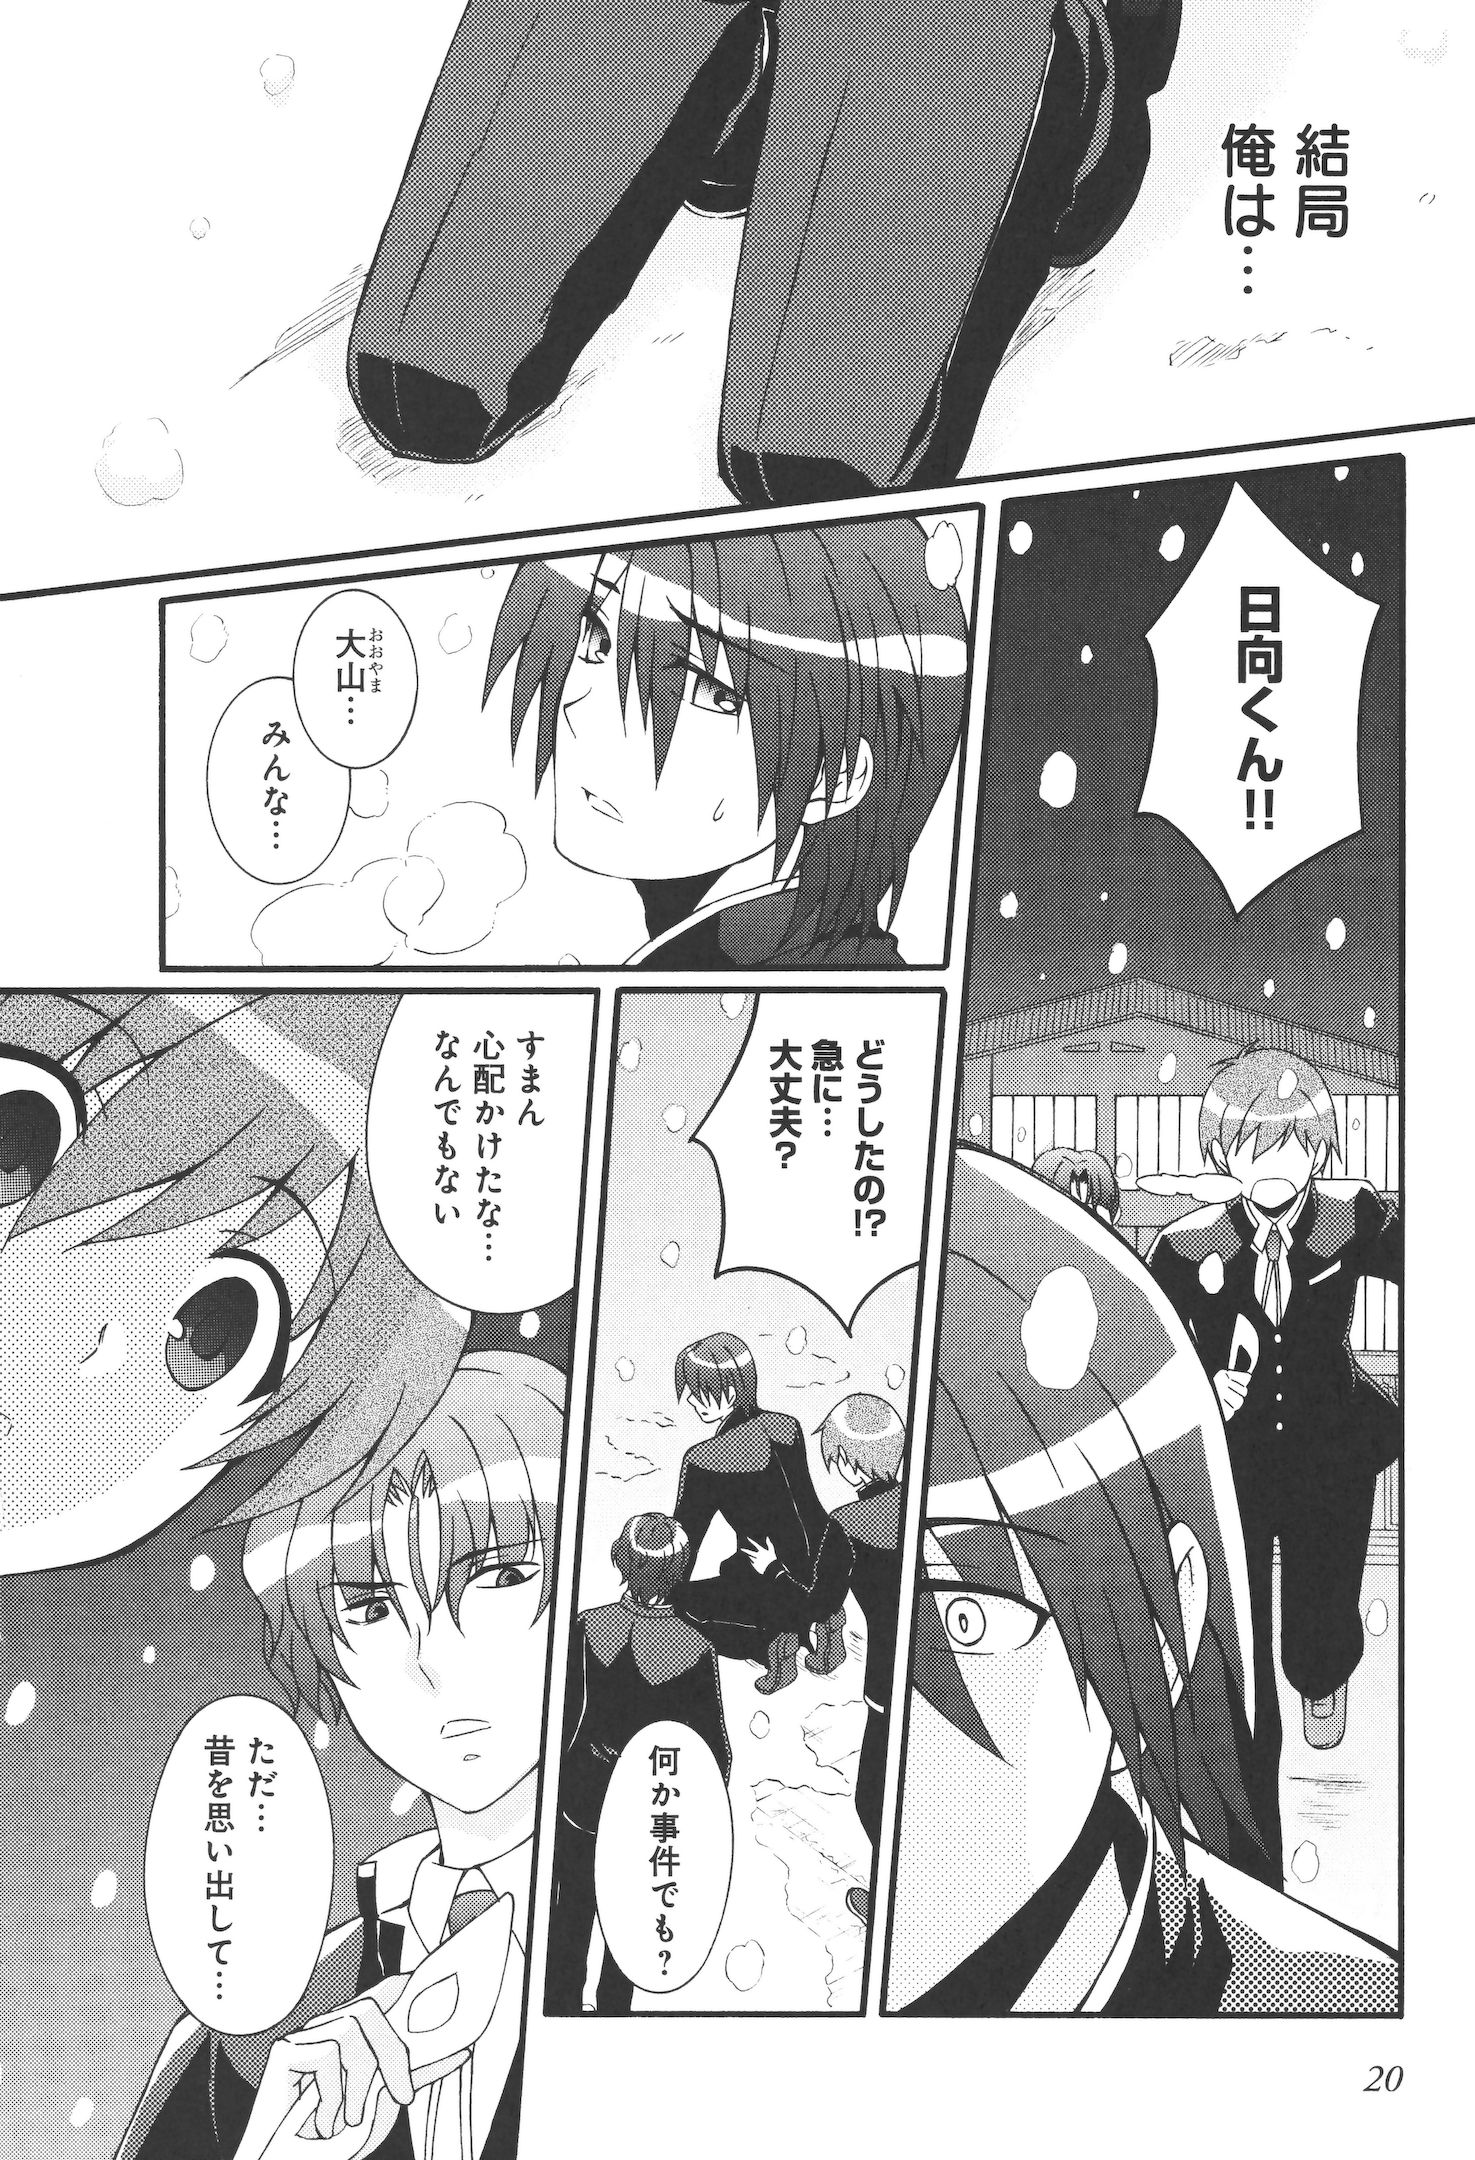 結局
俺は…
日向くん!!
大山…
おおやま
みんな…
どうしたの!?
急に…
大丈夫?
何か事件でも?
すまん
心配かけたな…
なんでもない
ただ…
昔を思い出して…
20